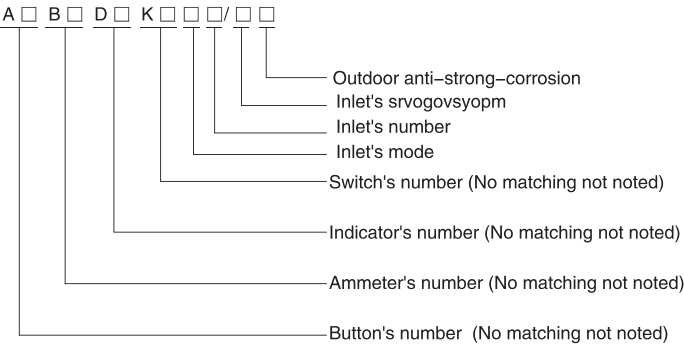 A□ B□ D□ K□ □ □/□ □
Outdoor anti-strong-corrosion
Inlet's srvogovsyopm
Inlet's number
Inlet's mode
Switch's number (No matching not noted)
Indicator's number (No matching not noted)
Ammeter's number (No matching not noted)
Button's number (No matching not noted)